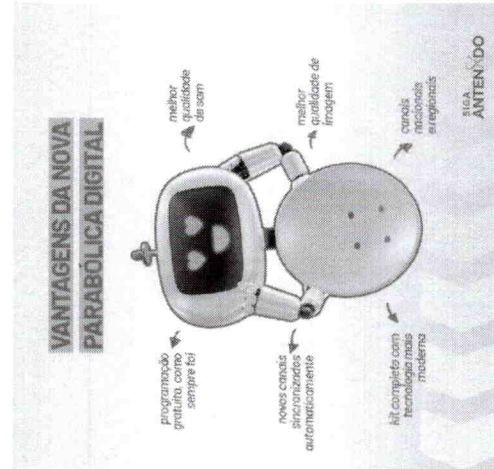 VANTAGENS DA NOVA
PARABÓLICA DIGITAL
programação
gratuita, como
sempre foi
melhor
qualidade
de som
novos canais
sincronizados
automaticamente
melhor
qualidade de
imagem
kit completo com
tecnologia mais
moderna
canais
nacionais
e regionais
SIGA
ANTENADO